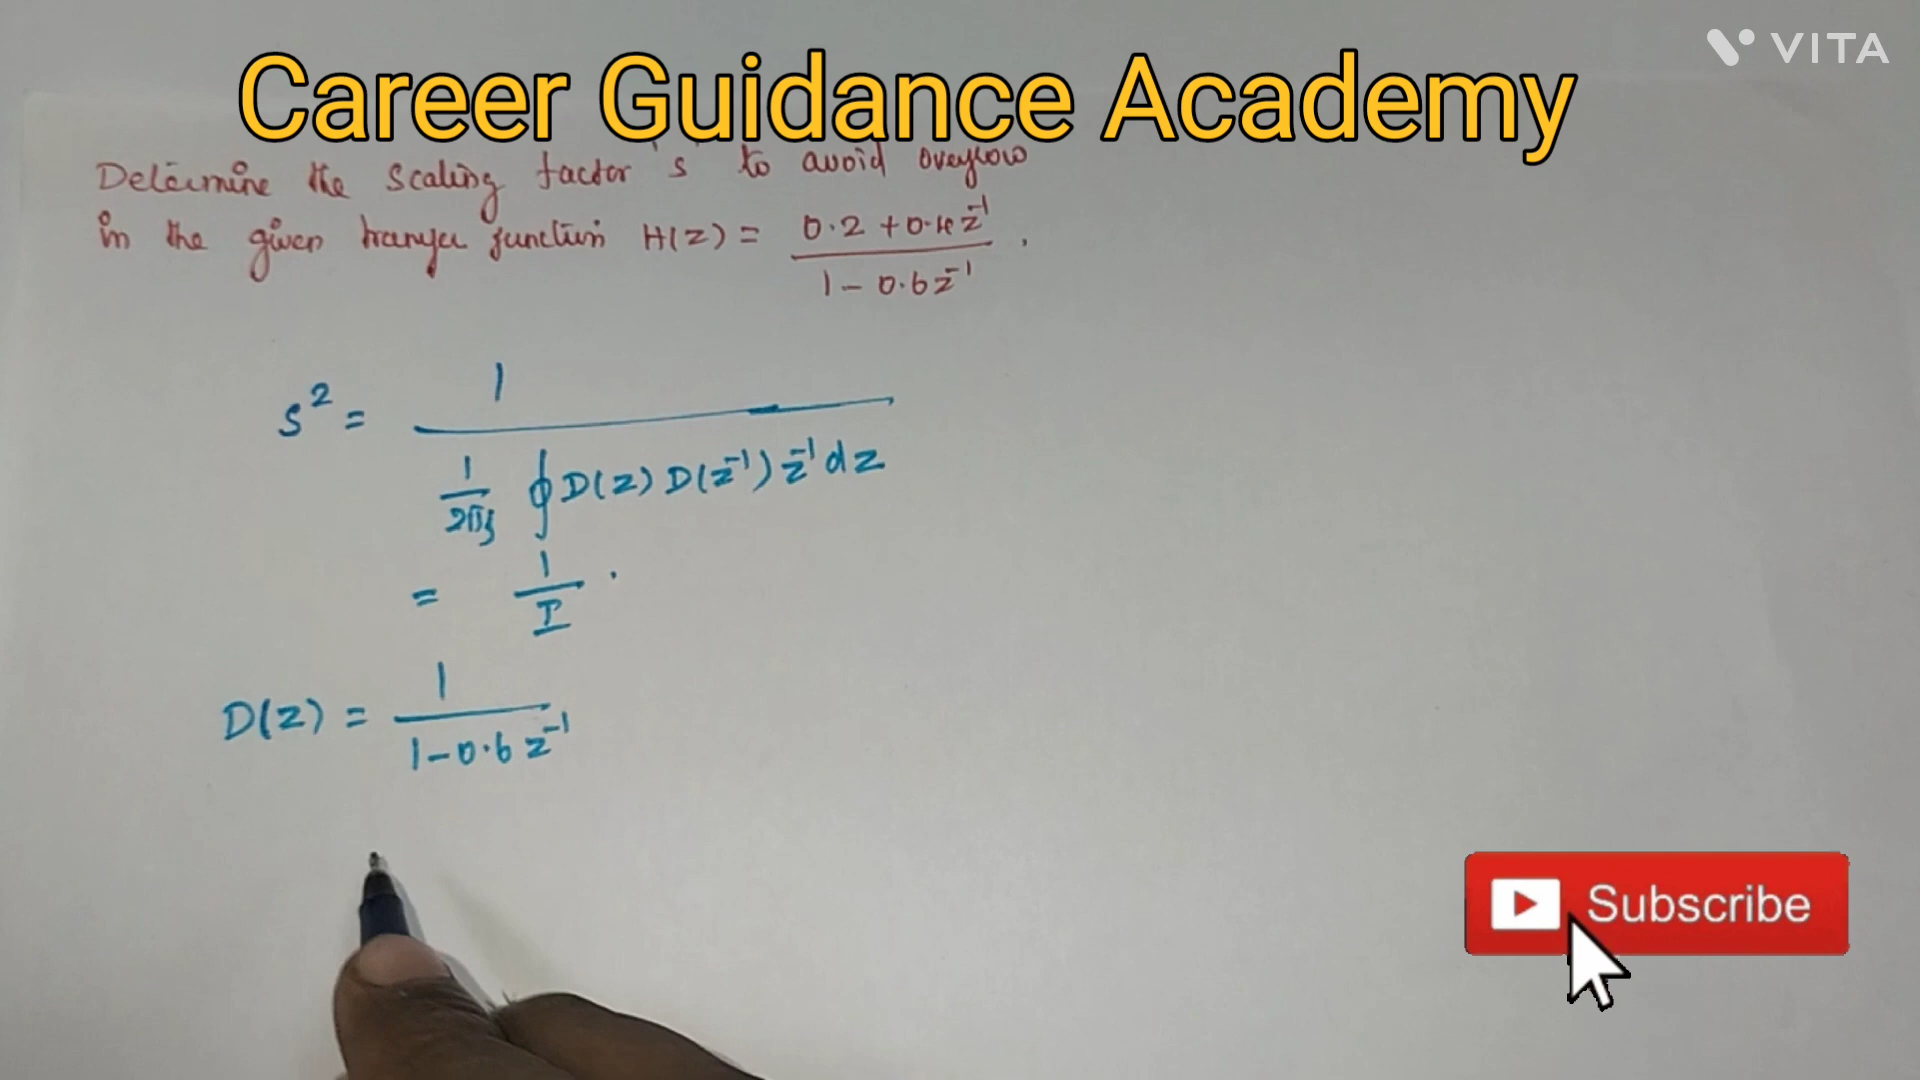 VITA
Career Guidance Academy
Determine the scaling factor 's' to avoid overflow
in the given transfer function H(z) = 0.2 + 0.4z⁻¹ / 1 - 0.6z⁻¹ .
s² = 1 / 1/2πj ∮ D(z) D(z⁻¹) z⁻¹ dz
= 1/I .
D(z) = 1 / 1 - 0.6 z⁻¹
Subscribe